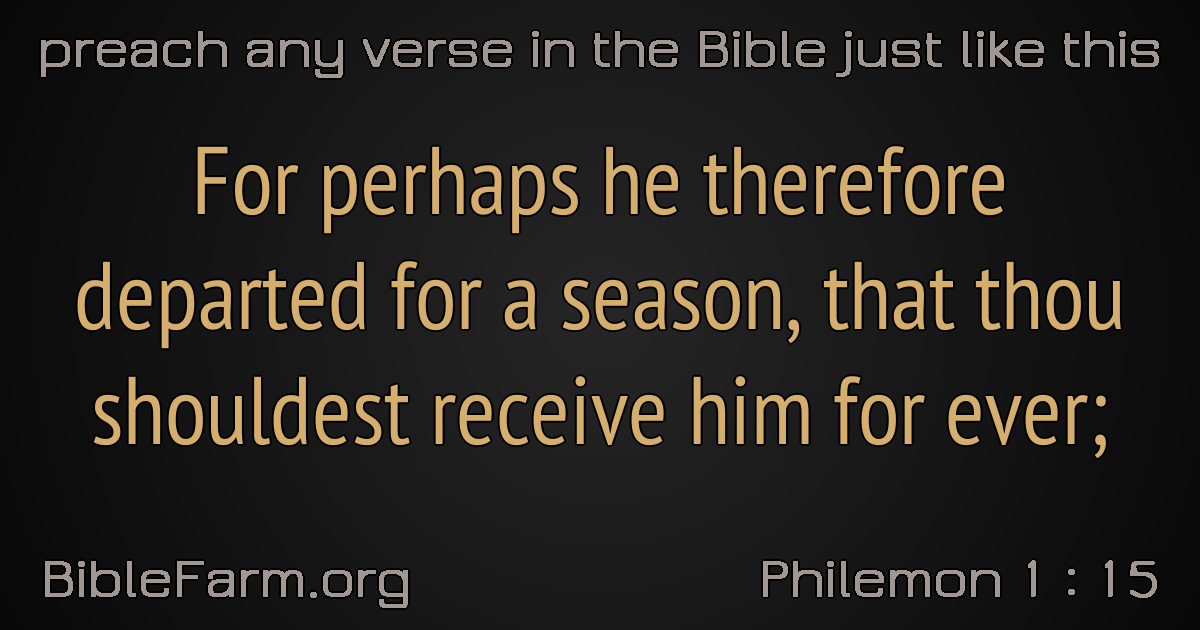 preach any verse in the Bible just like this
For perhaps he therefore
departed for a season, that thou
shouldest receive him for ever;
BibleFarm.org
Philemon 1 : 15